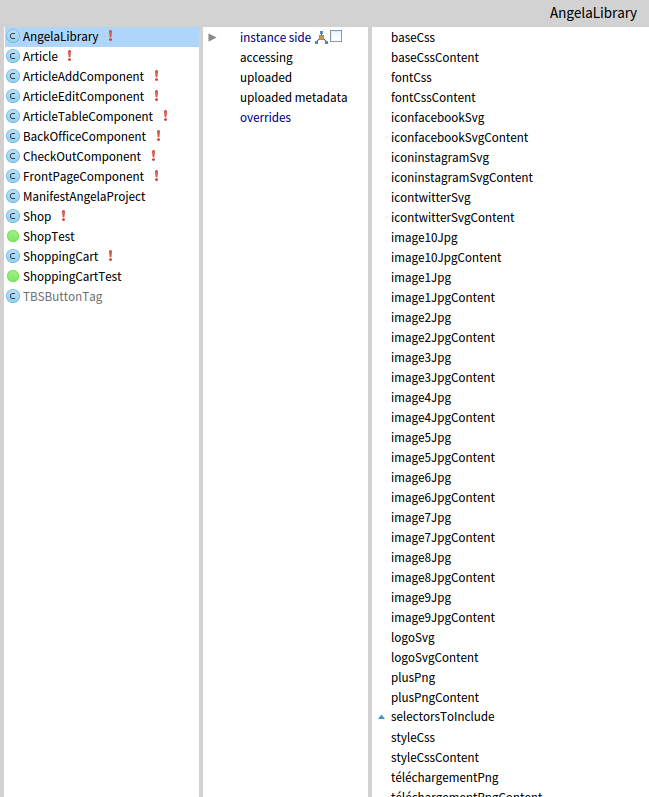 AngelaLibrary
AngelaLibrary !
Article !
ArticleAddComponent !
ArticleEditComponent !
ArticleTableComponent !
BackOfficeComponent !
CheckOutComponent !
FrontPageComponent !
ManifestAngelaProject
Shop !
ShopTest
ShoppingCart !
ShoppingCartTest
TBSButtonTag
instance side
accessing
uploaded
uploaded metadata
overrides
baseCss
baseCssContent
fontCss
fontCssContent
iconfacebookSvg
iconfacebookSvgContent
iconinstagramSvg
iconinstagramSvgContent
icontwitterSvg
icontwitterSvgContent
image10Jpg
image10JpgContent
image1Jpg
image1JpgContent
image2Jpg
image2JpgContent
image3Jpg
image3JpgContent
image4Jpg
image4JpgContent
image5Jpg
image5JpgContent
image6Jpg
image6JpgContent
image7Jpg
image7JpgContent
image8Jpg
image8JpgContent
image9Jpg
image9JpgContent
logoSvg
logoSvgContent
plusPng
plusPngContent
selectorsToInclude
styleCss
styleCssContent
téléchargementPng
téléchargementPngContent